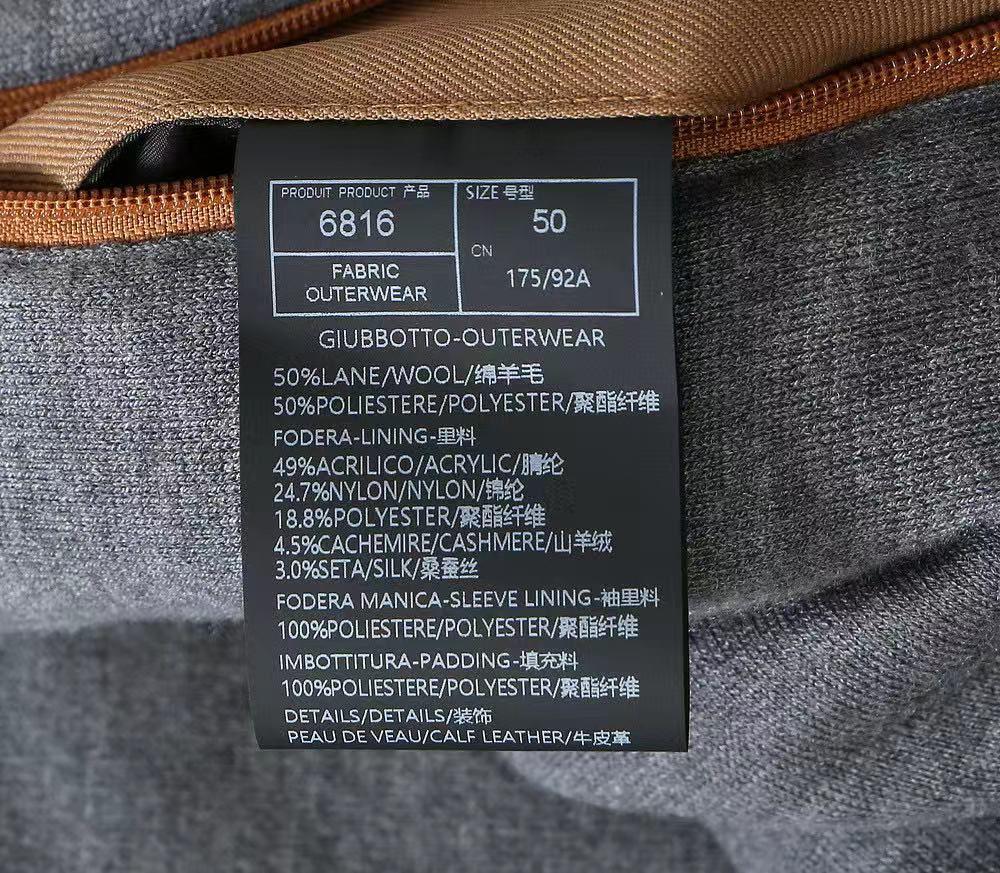 PRODUIT PRODUCT 产品
6816
FABRIC
OUTERWEAR
SIZE 号型
50
CN
175/92A
GIUBBOTTO-OUTERWEAR
50%LANE/WOOL/绵羊毛
50%POLIESTERE/POLYESTER/聚酯纤维
FODERA-LINING-里料
49%ACRILICO/ACRYLIC/腈纶
24.7%NYLON/NYLON/锦纶
18.8%POLYESTER/聚酯纤维
4.5%CACHEMIRE/CASHMERE/山羊绒
3.0%SETA/SILK/桑蚕丝
FODERA MANICA-SLEEVE LINING-袖里料
100%POLIESTERE/POLYESTER/聚酯纤维
IMBOTTITURA-PADDING-填充料
100%POLIESTERE/POLYESTER/聚酯纤维
DETAILS/DETAILS/装饰
PEAU DE VEAU/CALF LEATHER/牛皮革